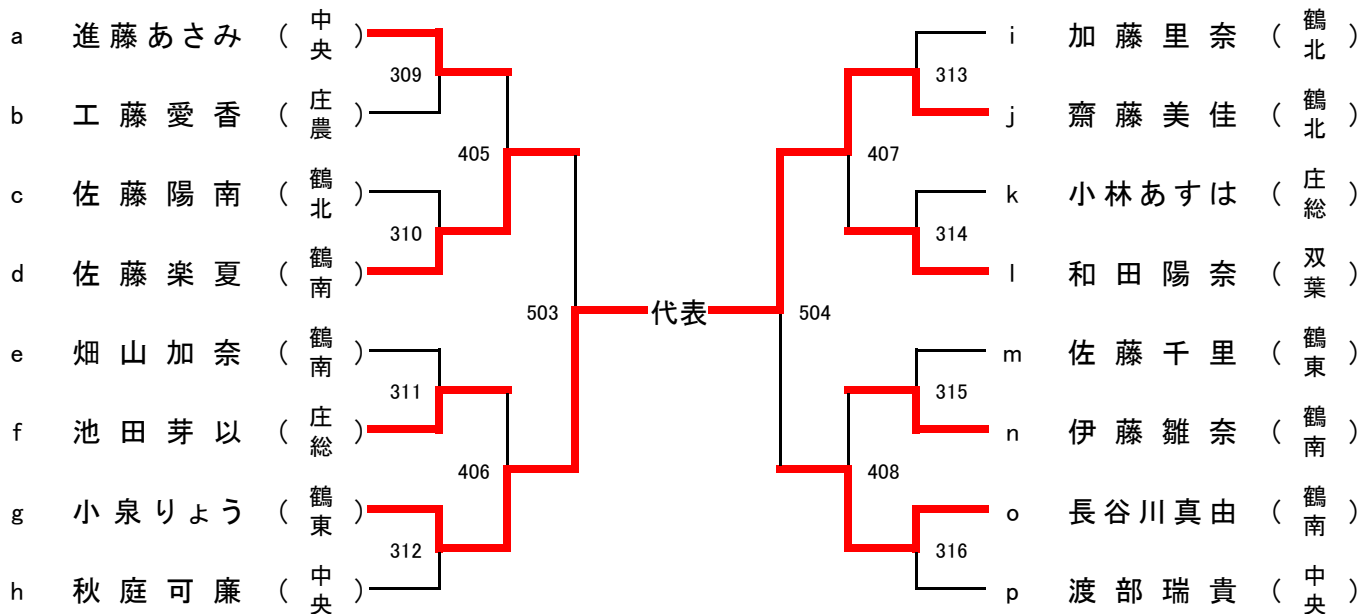 a 進藤あさみ （中央）
309
b 工藤愛香 （庄農）
405
c 佐藤陽南 （鶴北）
310
d 佐藤楽夏 （鶴南）
503
e 畑山加奈 （鶴南）
311
f 池田芽以 （庄総）
406
g 小泉りょう （鶴東）
312
h 秋庭可廉 （中央）
代表
i 加藤里奈 （鶴北）
313
j 齋藤美佳 （鶴北）
407
k 小林あすは （庄総）
314
l 和田陽奈 （双葉）
504
m 佐藤千里 （鶴東）
315
n 伊藤雛奈 （鶴南）
408
o 長谷川真由 （鶴南）
316
p 渡部瑞貴 （中央）